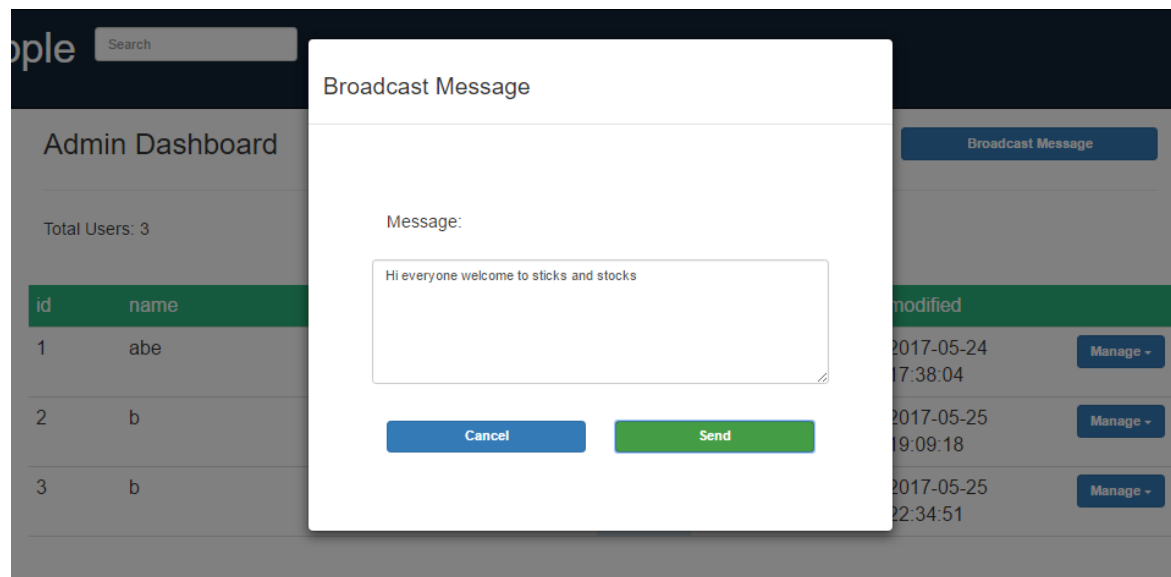 Search
Broadcast Message
Admin Dashboard
Broadcast Message
Total Users: 3
Message:
Hi everyone welcome to sticks and stocks
id name modified
1 abe 2017-05-24
17:38:04
Manage
2 b 2017-05-25
19:09:18
Manage
3 b 2017-05-25
22:34:51
Manage
Cancel
Send